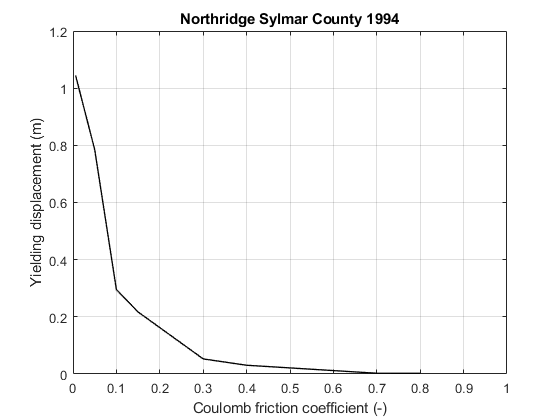 Northridge Sylmar County 1994
1.2
1
0.8
0.6
0.4
0.2
0
Yielding displacement (m)
0 0.1 0.2 0.3 0.4 0.5 0.6 0.7 0.8 0.9 1
Coulomb friction coefficient (-)